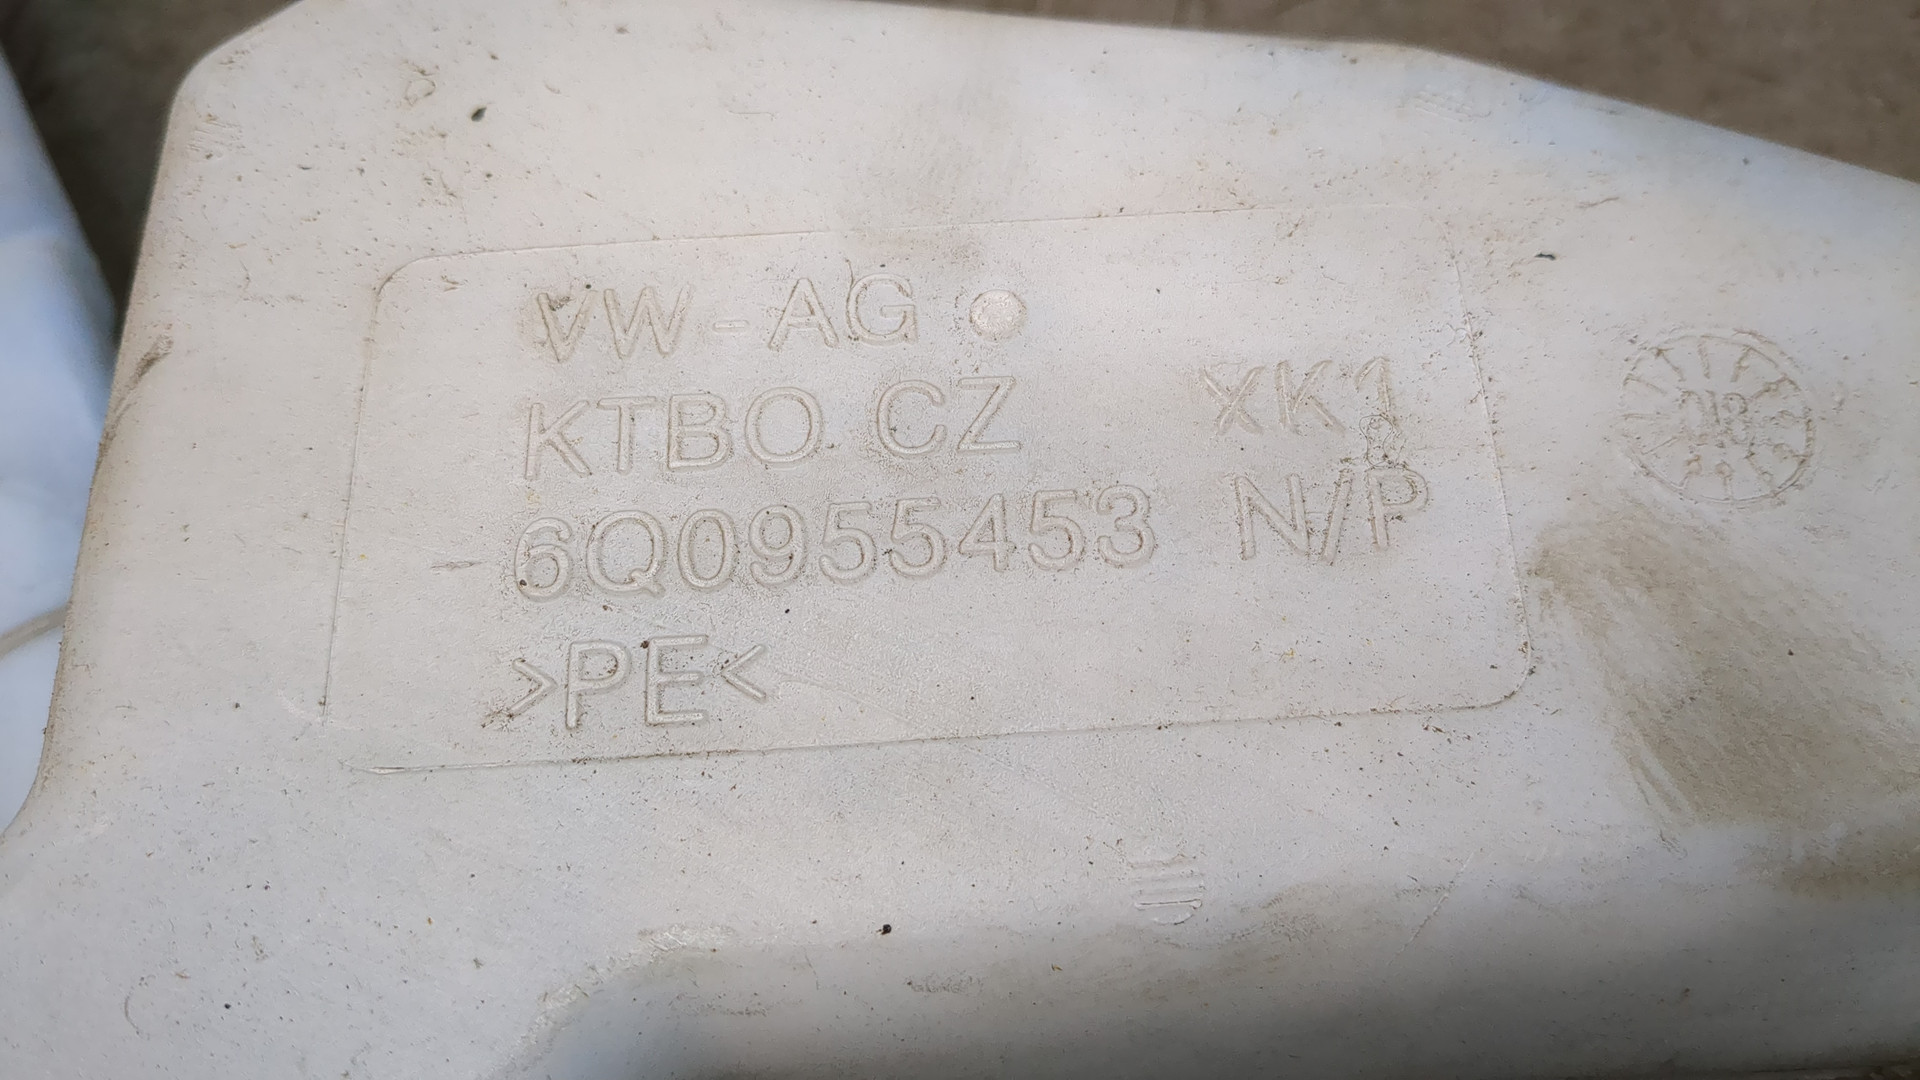 VW-AG
KTBO CZ XK1
6Q0955453 N/P
>PE<